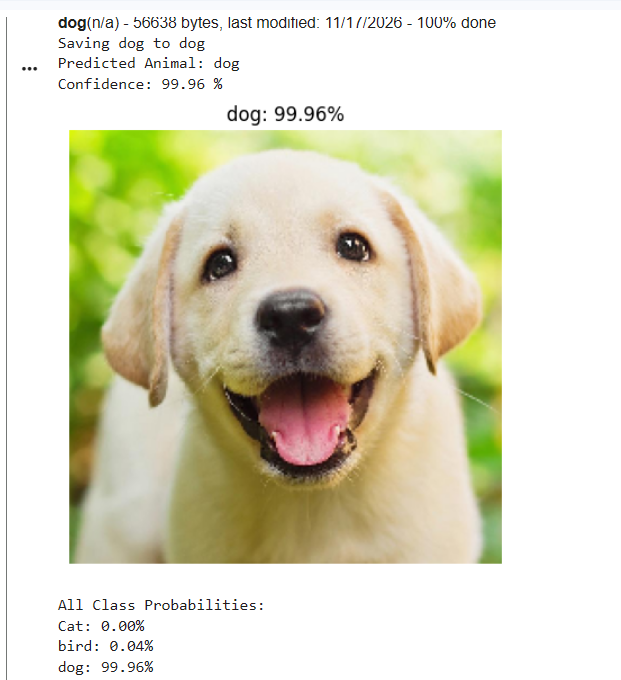 dog(n/a) - 56638 bytes, last modified: 11/17/2026 - 100% done
Saving dog to dog
Predicted Animal: dog
Confidence: 99.96 %
dog: 99.96%
All Class Probabilities:
Cat: 0.00%
bird: 0.04%
dog: 99.96%